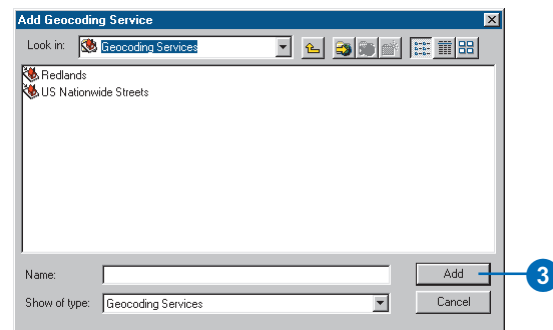 Add Geocoding Service
Look in: Geocoding Services
Redlands
US Nationwide Streets
Name: Add
3
Show of type: Geocoding Services Cancel